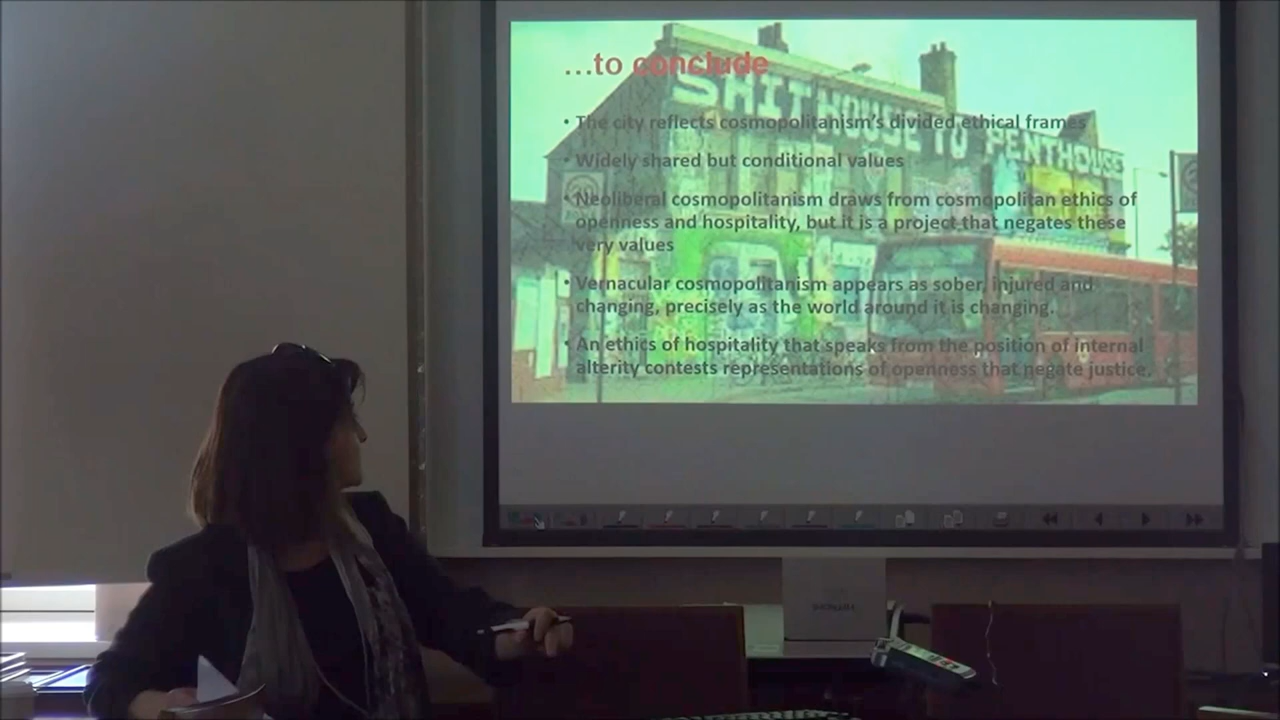 ...to conclude
SHITHOUSE TO PENTHOUSE
• The city reflects cosmopolitanism's divided ethical frames
• Widely shared but conditional values
• Neoliberal cosmopolitanism draws from cosmopolitan ethics of
openness and hospitality, but it is a project that negates these
very values
• Vernacular cosmopolitanism appears as sober, injured and
changing, precisely as the world around it is changing.
• An ethics of hospitality that speaks from the position of internal
alterity contests representations of openness that negate justice.